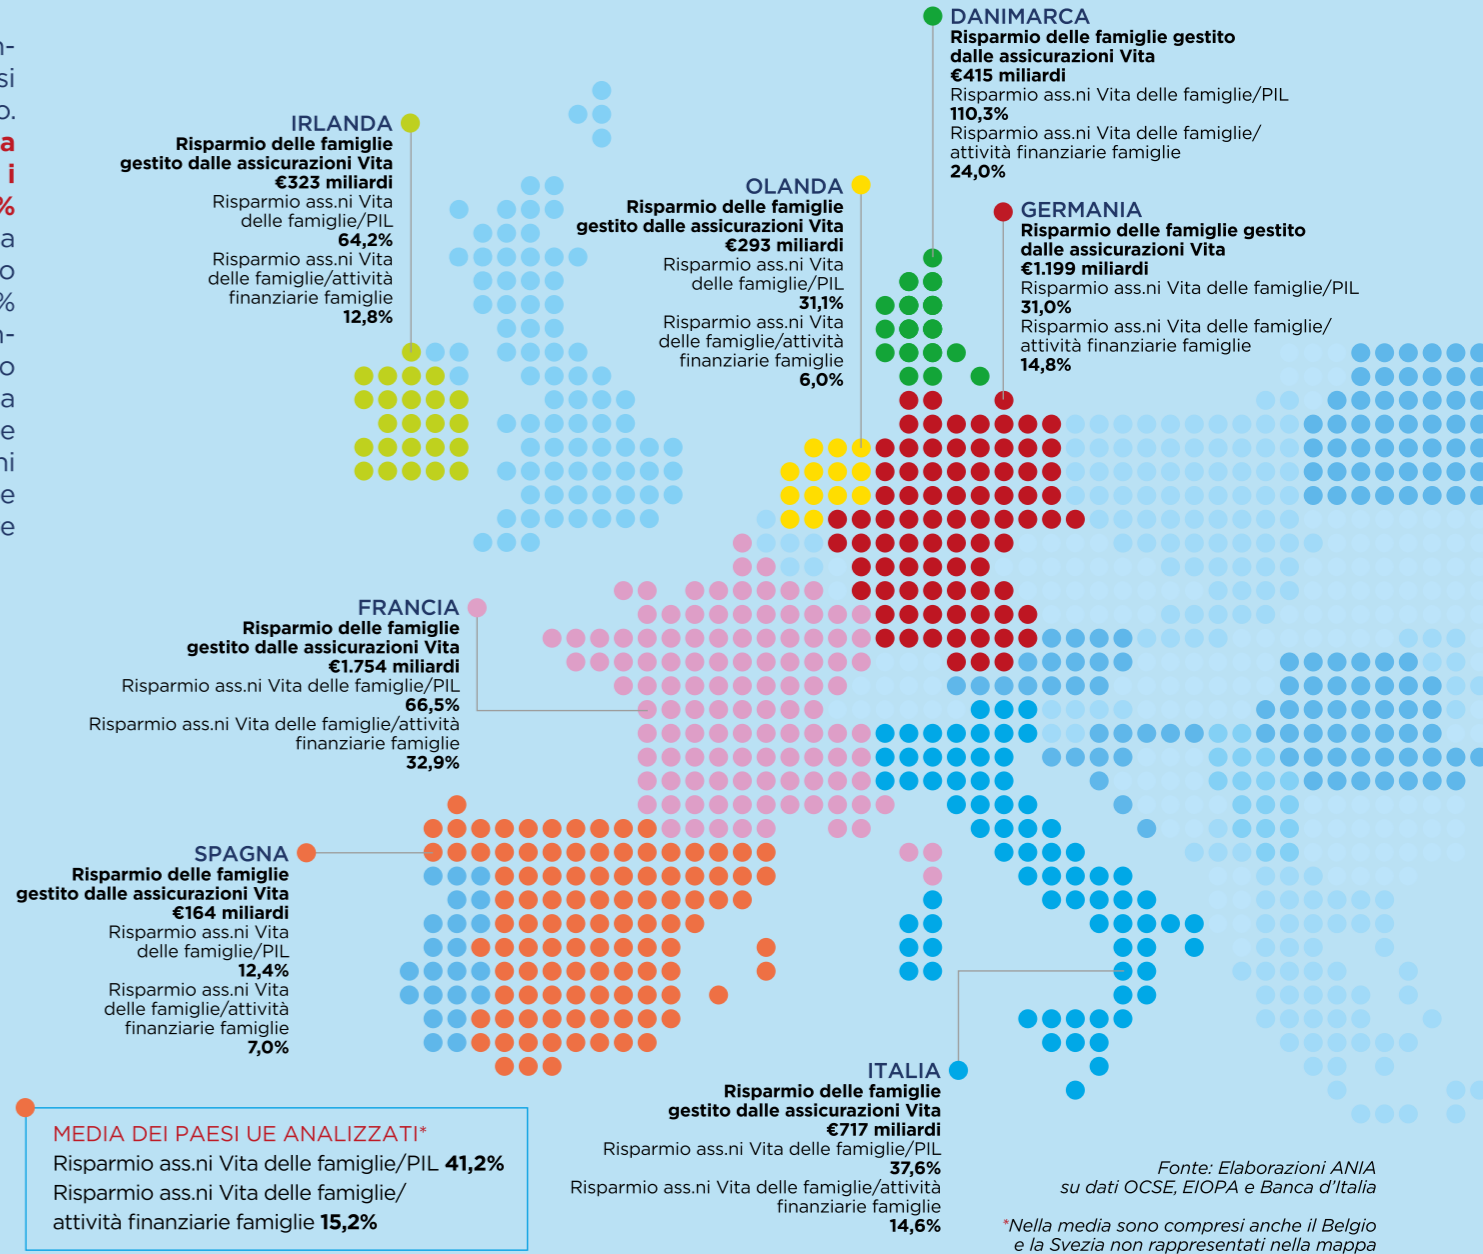 n-
si
o.
a
i
%
a
o
%
n-
o
a
e
ni
e
e
DANIMARCA
Risparmio delle famiglie gestito
dalle assicurazioni Vita
€415 miliardi
Risparmio ass.ni Vita delle famiglie/PIL
110,3%
Risparmio ass.ni Vita delle famiglie/
attività finanziarie famiglie
24,0%
IRLANDA
Risparmio delle famiglie
gestito dalle assicurazioni Vita
€323 miliardi
Risparmio ass.ni Vita
delle famiglie/PIL
64,2%
Risparmio ass.ni Vita
delle famiglie/attività
finanziarie famiglie
12,8%
OLANDA
Risparmio delle famiglie
gestito dalle assicurazioni Vita
€293 miliardi
Risparmio ass.ni Vita
delle famiglie/PIL
31,1%
Risparmio ass.ni Vita
delle famiglie/attività
finanziarie famiglie
6,0%
GERMANIA
Risparmio delle famiglie gestito
dalle assicurazioni Vita
€1.199 miliardi
Risparmio ass.ni Vita delle famiglie/PIL
31,0%
Risparmio ass.ni Vita delle famiglie/
attività finanziarie famiglie
14,8%
FRANCIA
Risparmio delle famiglie
gestito dalle assicurazioni Vita
€1.754 miliardi
Risparmio ass.ni Vita delle famiglie/PIL
66,5%
Risparmio ass.ni Vita delle famiglie/attività
finanziarie famiglie
32,9%
SPAGNA
Risparmio delle famiglie
gestito dalle assicurazioni Vita
€164 miliardi
Risparmio ass.ni Vita
delle famiglie/PIL
12,4%
Risparmio ass.ni Vita
delle famiglie/attività
finanziarie famiglie
7,0%
ITALIA
Risparmio delle famiglie
gestito dalle assicurazioni Vita
€717 miliardi
Risparmio ass.ni Vita delle famiglie/PIL
37,6%
Risparmio ass.ni Vita delle famiglie/attività
finanziarie famiglie
14,6%
MEDIA DEI PAESI UE ANALIZZATI*
Risparmio ass.ni Vita delle famiglie/PIL 41,2%
Risparmio ass.ni Vita delle famiglie/
attività finanziarie famiglie 15,2%
Fonte: Elaborazioni ANIA
su dati OCSE, EIOPA e Banca d'Italia
*Nella media sono compresi anche il Belgio
e la Svezia non rappresentati nella mappa